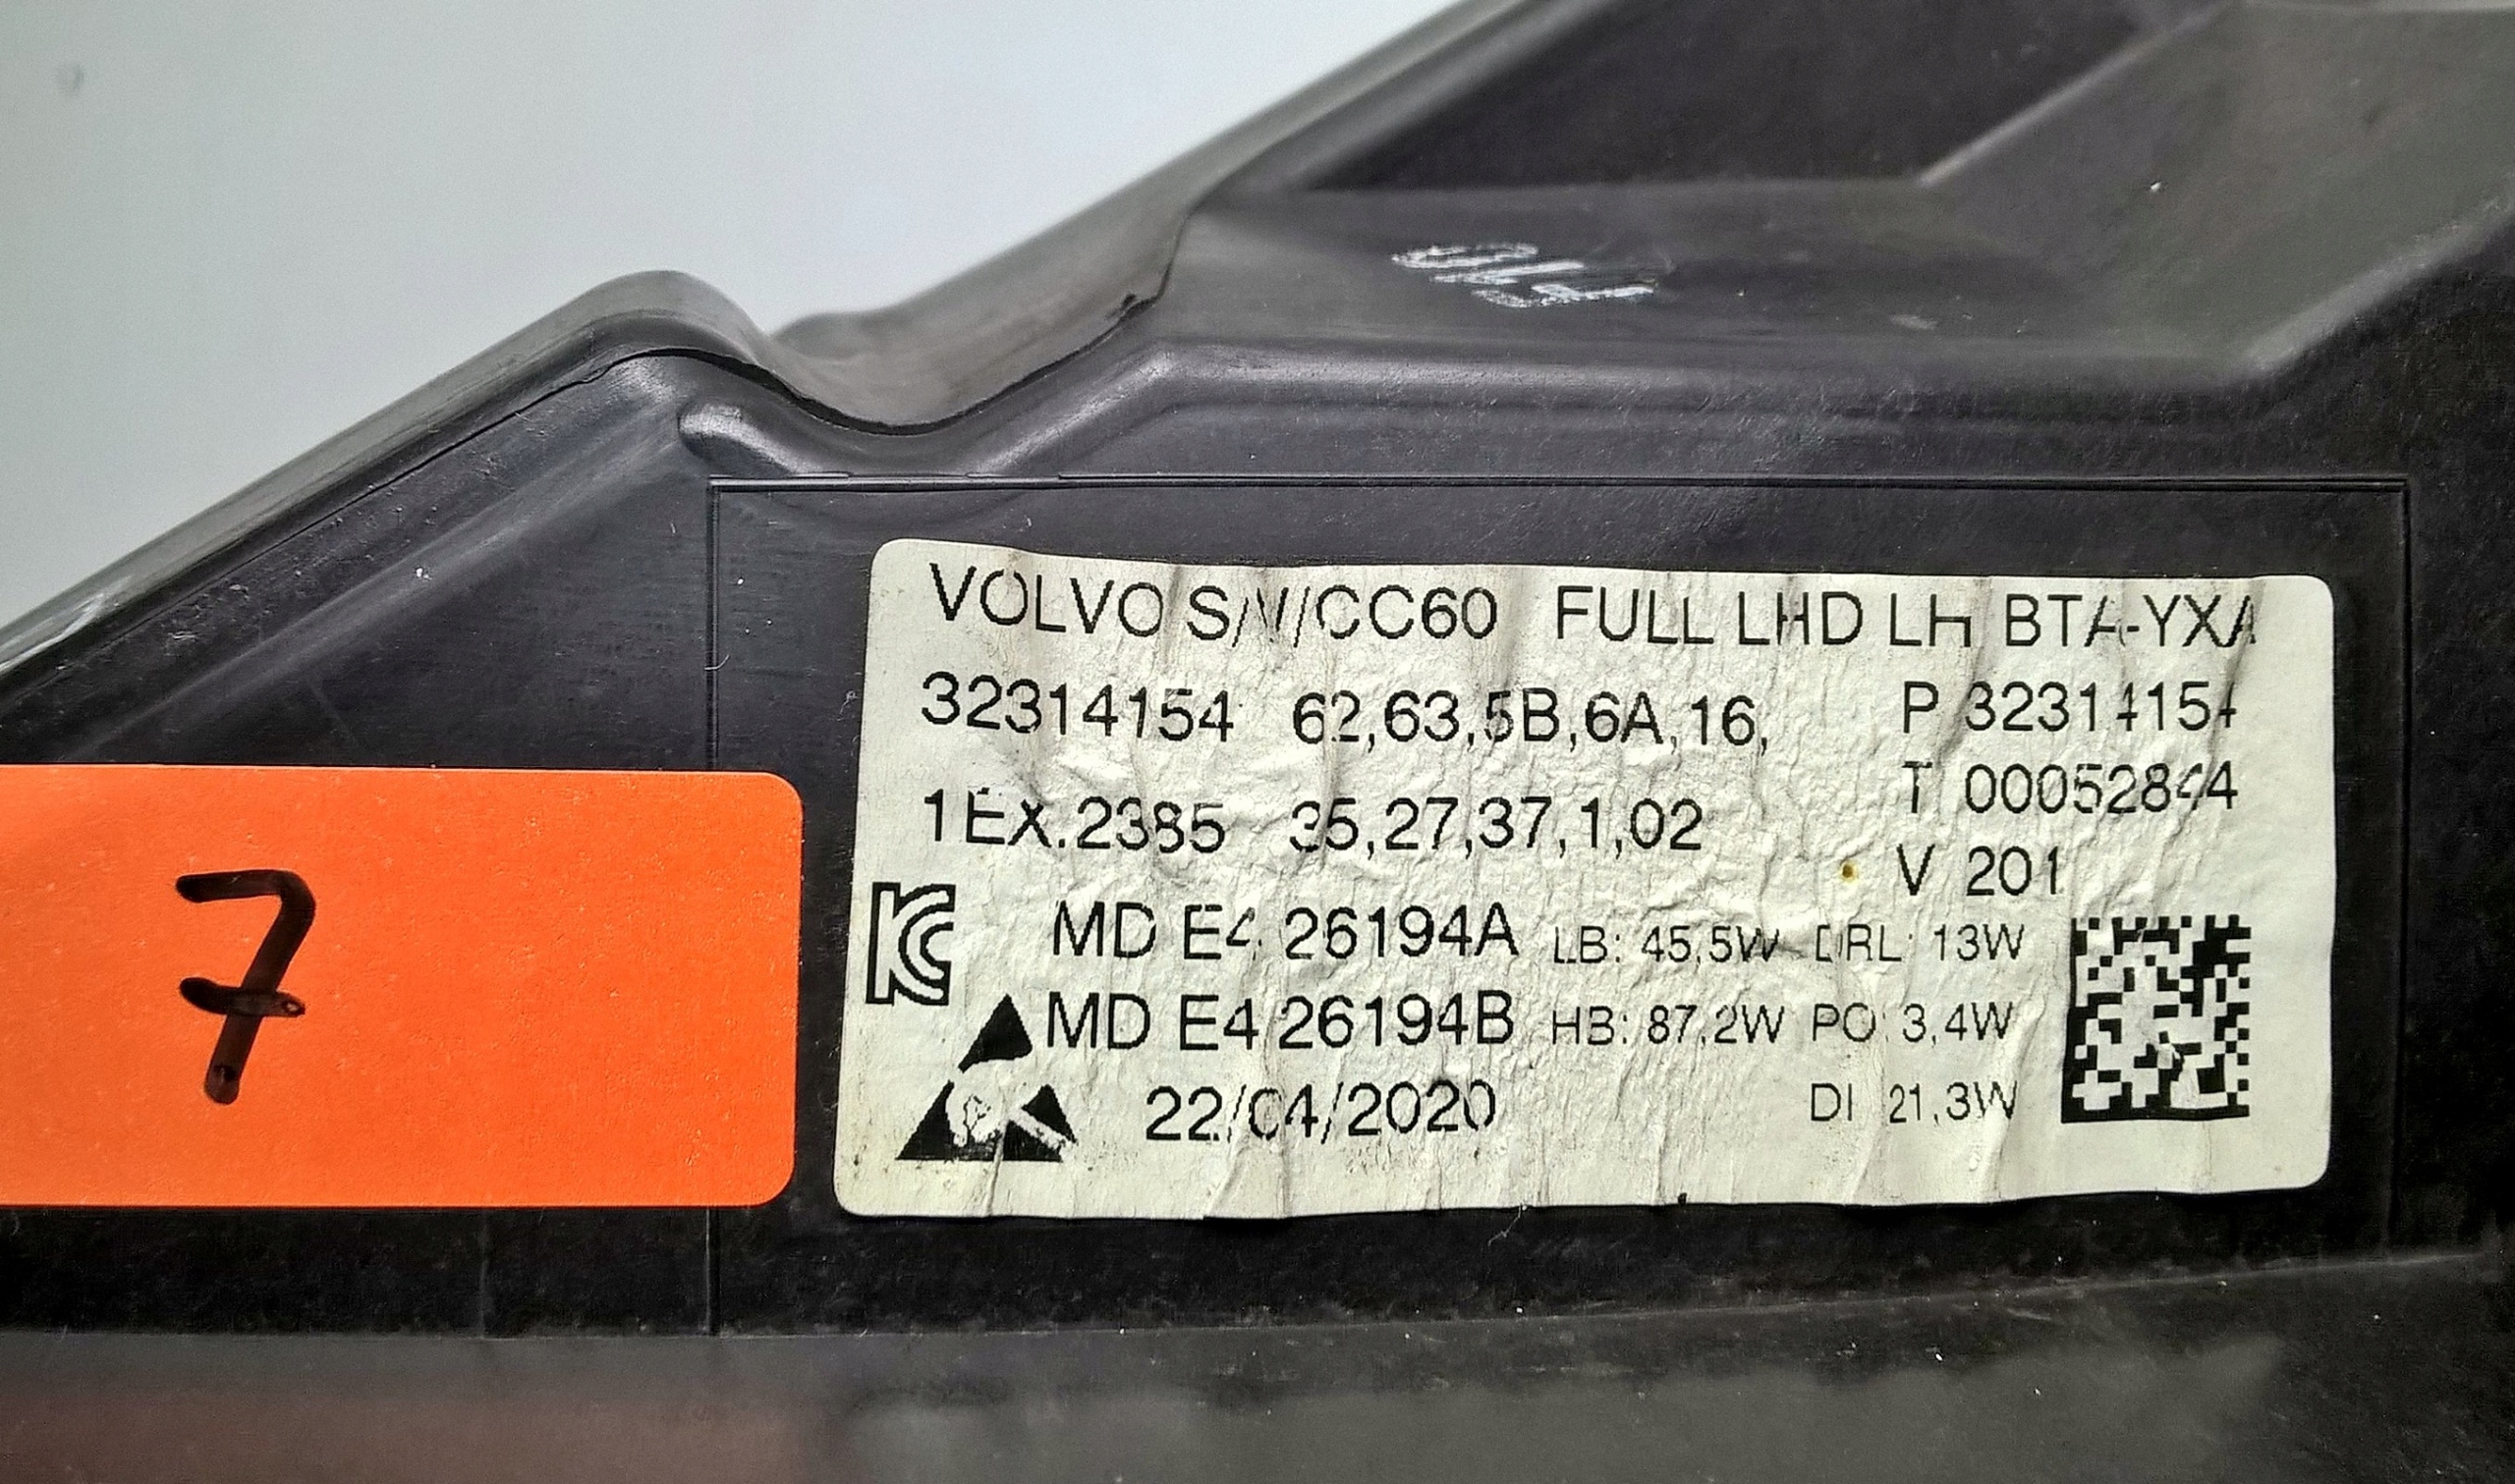 VOLVO S/V/CC60 FULL LHD LH BTA-YXA
32314154 62,63,5B,6A,16,
P 32314154
1EX.2385 35,27,37,1,02
T 00052844
V 201
KC
MD E4 26194A LB: 45,5W DRL: 13W
MD E4 26194B HB: 87,2W PO: 3,4W
22/04/2020 DI 21,3W
7